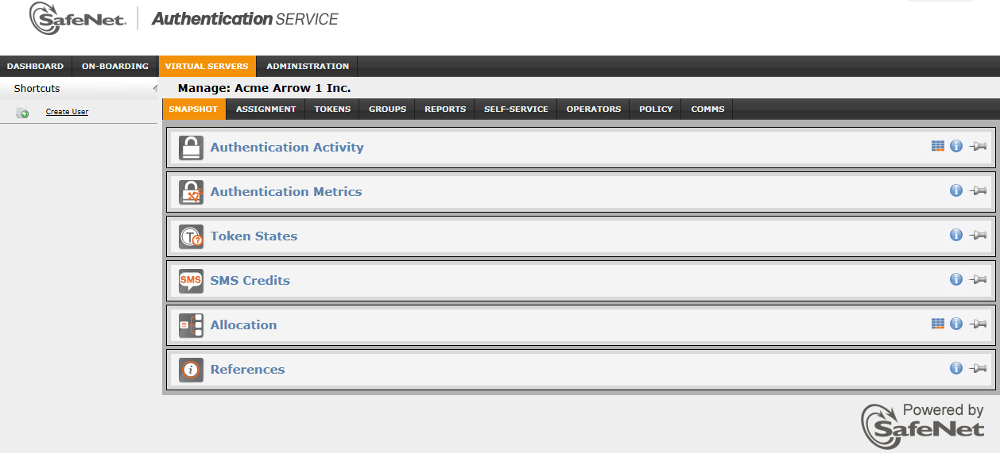 SafeNet. Authentication SERVICE
DASHBOARD ON-BOARDING VIRTUAL SERVERS ADMINISTRATION
Shortcuts
Create User
Manage: Acme Arrow 1 Inc.
SNAPSHOT ASSIGNMENT TOKENS GROUPS REPORTS SELF-SERVICE OPERATORS POLICY COMMS
Authentication Activity
Authentication Metrics
T ? Token States
SMS SMS Credits
Allocation
References
Powered by
SafeNet